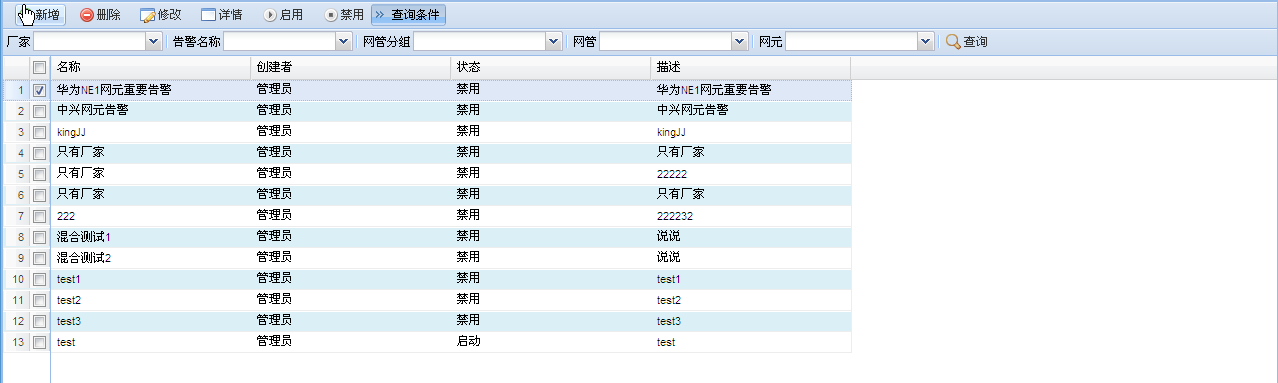 新增 删除 修改 详情 启用 禁用 查询条件
厂家 告警名称 网管分组 网管 网元 查询
名称 创建者 状态 描述
1 华为NE1网元重要告警 管理员 禁用 华为NE1网元重要告警
2 中兴网元告警 管理员 禁用 中兴网元告警
3 kingJJ 管理员 禁用 kingJJ
4 只有厂家 管理员 禁用 只有厂家
5 只有厂家 管理员 禁用 22222
6 只有厂家 管理员 禁用 只有厂家
7 222 管理员 禁用 222232
8 混合测试1 管理员 禁用 说说
9 混合测试2 管理员 禁用 说说
10 test1 管理员 禁用 test1
11 test2 管理员 禁用 test2
12 test3 管理员 禁用 test3
13 test 管理员 启动 test